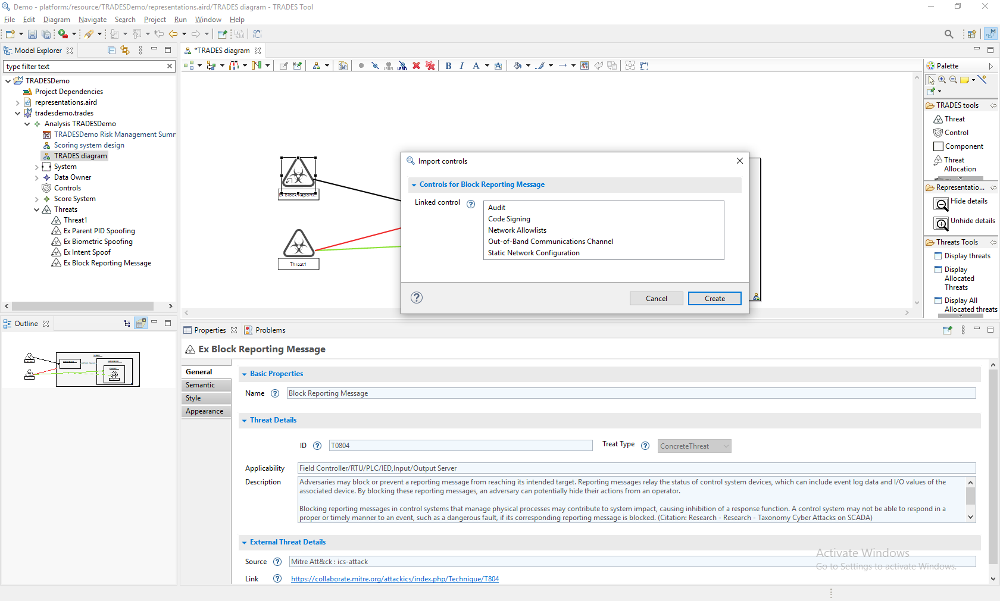 Demo - platform:/resource/TRADESDemo/representations.aird/TRADES diagram - TRADES Tool
File Edit Diagram Navigate Search Project Run Window Help
Model Explorer
type filter text
TRADESDemo
Project Dependencies
representations.aird
tradesdemo.trades
Analysis TRADESDemo
TRADESDemo Risk Management Sumr
Scoring system design
TRADES diagram
System
Data Owner
Controls
Score System
Threats
Threat1
Ex Parent PID Spoofing
Ex Biometric Spoofing
Ex Intent Spoof
Ex Block Reporting Message
Outline
*TRADES diagram
LABEL LABEL B I A A
Threat1
Import controls
Controls for Block Reporting Message
Linked control
Audit
Code Signing
Network Allowlists
Out-of-Band Communications Channel
Static Network Configuration
Cancel Create
Palette
TRADES tools
Threat
Control
Component
Threat
Allocation
Representatio...
Hide details
Unhide details
Threats Tools
Display threats
Display
Allocated
Threats
Display All
Allocated threats
Properties Problems
Ex Block Reporting Message
General
Semantic
Style
Appearance
Basic Properties
Name Block Reporting Message
Threat Details
ID T0804 Treat Type ConcreteThreat
Applicability Field Controller/RTU/PLC/IED,Input/Output Server
Description Adversaries may block or prevent a reporting message from reaching its intended target. Reporting messages relay the status of control system devices, which can include event log data and I/O values of the
associated device. By blocking these reporting messages, an adversary can potentially hide their actions from an operator.
Blocking reporting messages in control systems that manage physical processes may contribute to system impact, causing inhibition of a response function. A control system may not be able to respond in a
proper or timely manner to an event, such as a dangerous fault, if its corresponding reporting message is blocked. (Citation: Research - Research - Taxonomy Cyber Attacks on SCADA)
External Threat Details
Source Mitre Att&ck : ics-attack
Link https://collaborate.mitre.org/attackics/index.php/Technique/T804
Activate Windows
Go to Settings to activate Windows.